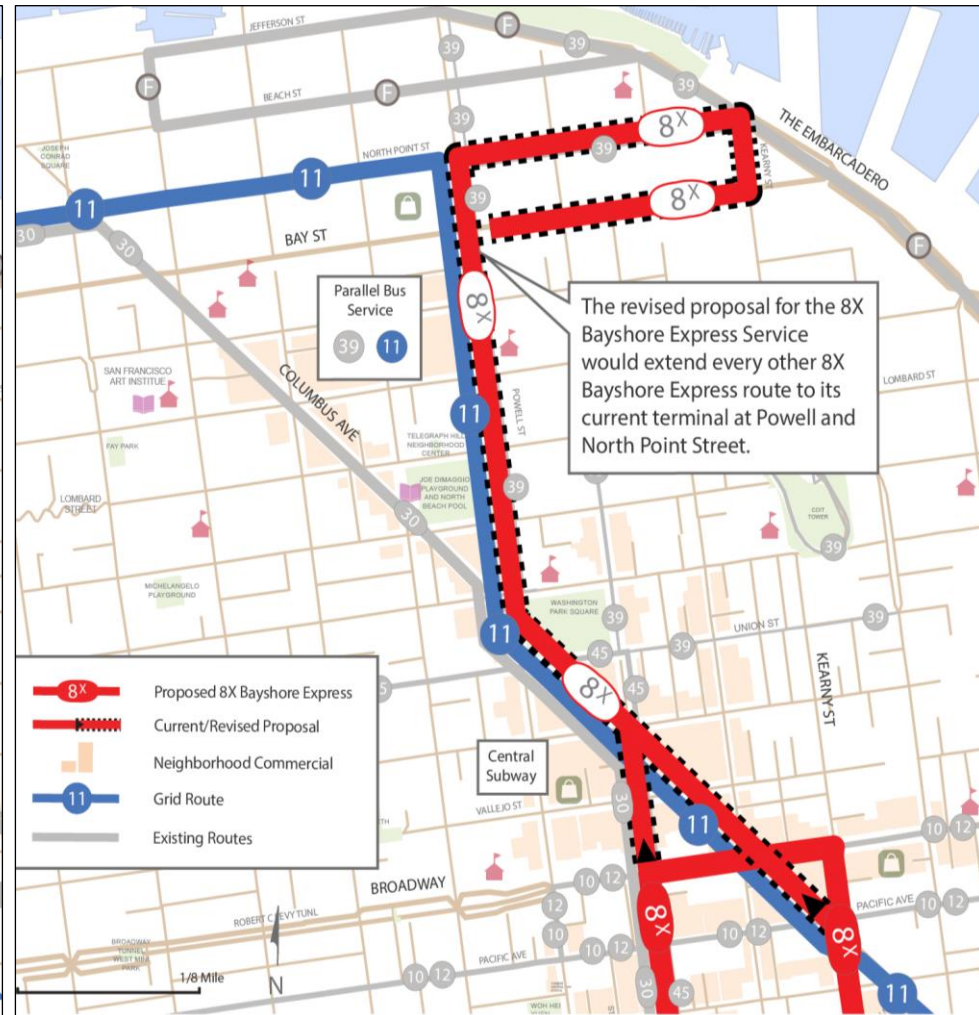 JEFFERSON ST
F
39
39
F
BEACH ST
F
39
39
8X
THE EMBARCADERO
JOSEPH
CONRAD
SQUARE
NORTH POINT ST
39
KEARNY ST
11
11
39
8X
30
30
BAY ST
F
Parallel Bus
Service
39 11
8X
The revised proposal for the 8X
Bayshore Express Service
would extend every other 8X
Bayshore Express route to its
current terminal at Powell and
North Point Street.
SAN FRANCISCO
ART INSTITUE
COLUMBUS AVE
LOMBARD ST
POWELL ST
11
FAY PARK
TELEGRAPH HILL
NEIGHBORHOOD
CENTER
JOE DIMAGGIO
PLAYGROUND
AND NORTH
BEACH POOL
39
LOMBARD
STREET
30
COIT
TOWER
39
MICHELANGELO
PLAYGROUND
WASHINGTON
PARK SQUARE
39
UNION ST
39
11
45
39
KEARNY ST
8X
45
8X Proposed 8X Bayshore Express
Current/Revised Proposal
Neighborhood Commercial
11 Grid Route
Existing Routes
Central
Subway
VALLEJO ST
30
11
10 12
BROADWAY
10 12
ROBERT C LEVY TUNL
12
PACIFIC AVE
10 12
8X
8X
BROADWAY
TUNNEL
WEST MINI
PARK
10
10 12
10 12
PACIFIC AVE
10 12
1/8 Mile
N
30
45
11
WOH HEI